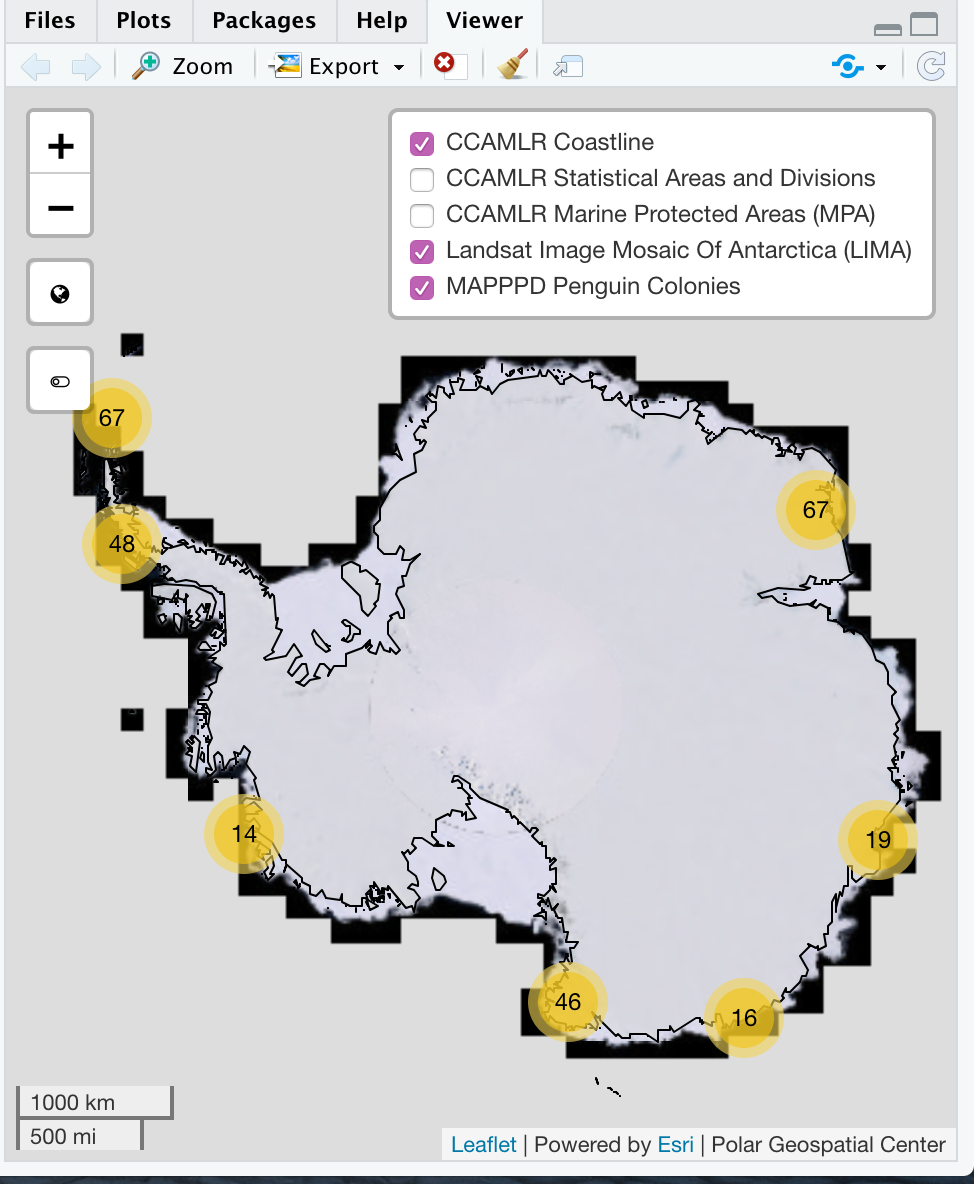 Files Plots Packages Help Viewer
Zoom Export
+
−
CCAMLR Coastline
CCAMLR Statistical Areas and Divisions
CCAMLR Marine Protected Areas (MPA)
Landsat Image Mosaic Of Antarctica (LIMA)
MAPPPD Penguin Colonies
67
67
48
14
19
46
16
1000 km
500 mi
Leaflet | Powered by Esri | Polar Geospatial Center